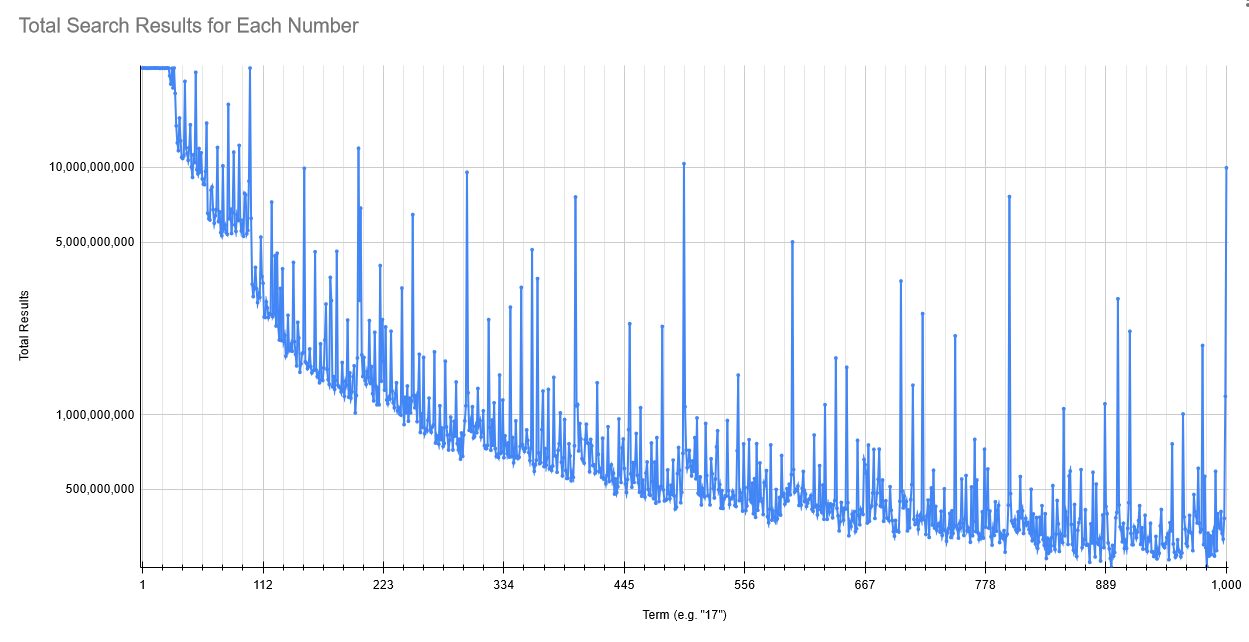 Total Search Results for Each Number
10,000,000,000
5,000,000,000
1,000,000,000
500,000,000
Total Results
1 112 223 334 445 556 667 778 889 1,000
Term (e.g. "17")